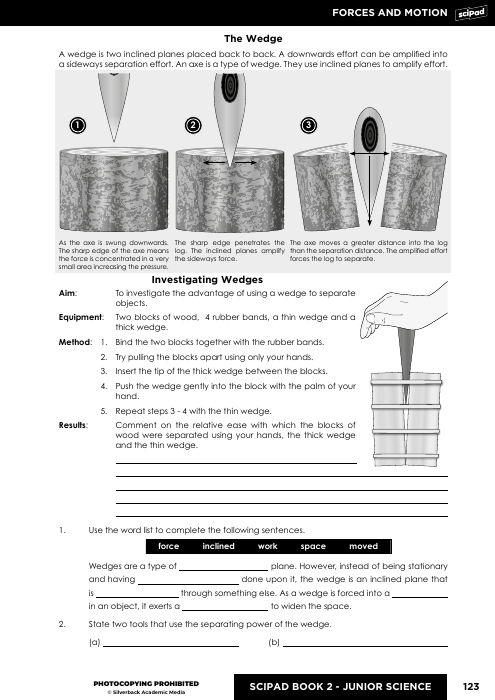 FORCES AND MOTION
scipad
The Wedge
A wedge is two inclined planes placed back to back. A downwards effort can be amplified into
a sideways separation effort. An axe is a type of wedge. They use inclined planes to amplify effort.
1
2
3
As the axe is swung downwards.
The sharp edge of the axe means
the force is concentrated in a very
small area increasing the pressure.
The sharp edge penetrates the
log. The inclined planes amplify
the sideways force.
The axe moves a greater distance into the log
than the separation distance. The amplified effort
forces the log to separate.
Investigating Wedges
Aim: To investigate the advantage of using a wedge to separate
objects.
Equipment: Two blocks of wood, 4 rubber bands, a thin wedge and a
thick wedge.
Method: 1. Bind the two blocks together with the rubber bands.
2. Try pulling the blocks apart using only your hands.
3. Insert the tip of the thick wedge between the blocks.
4. Push the wedge gently into the block with the palm of your
hand.
5. Repeat steps 3 - 4 with the thin wedge.
Results: Comment on the relative ease with which the blocks of
wood were separated using your hands, the thick wedge
and the thin wedge.
1. Use the word list to complete the following sentences.
force inclined work space moved
Wedges are a type of ____ plane. However, instead of being stationary
and having ____ done upon it, the wedge is an inclined plane that
is ____ through something else. As a wedge is forced into a ____
in an object, it exerts a ____ to widen the space.
2. State two tools that use the separating power of the wedge.
(a) ____ (b) ____
PHOTOCOPYING PROHIBITED
© Silverback Academic Media
SCIPAD BOOK 2 - JUNIOR SCIENCE
123